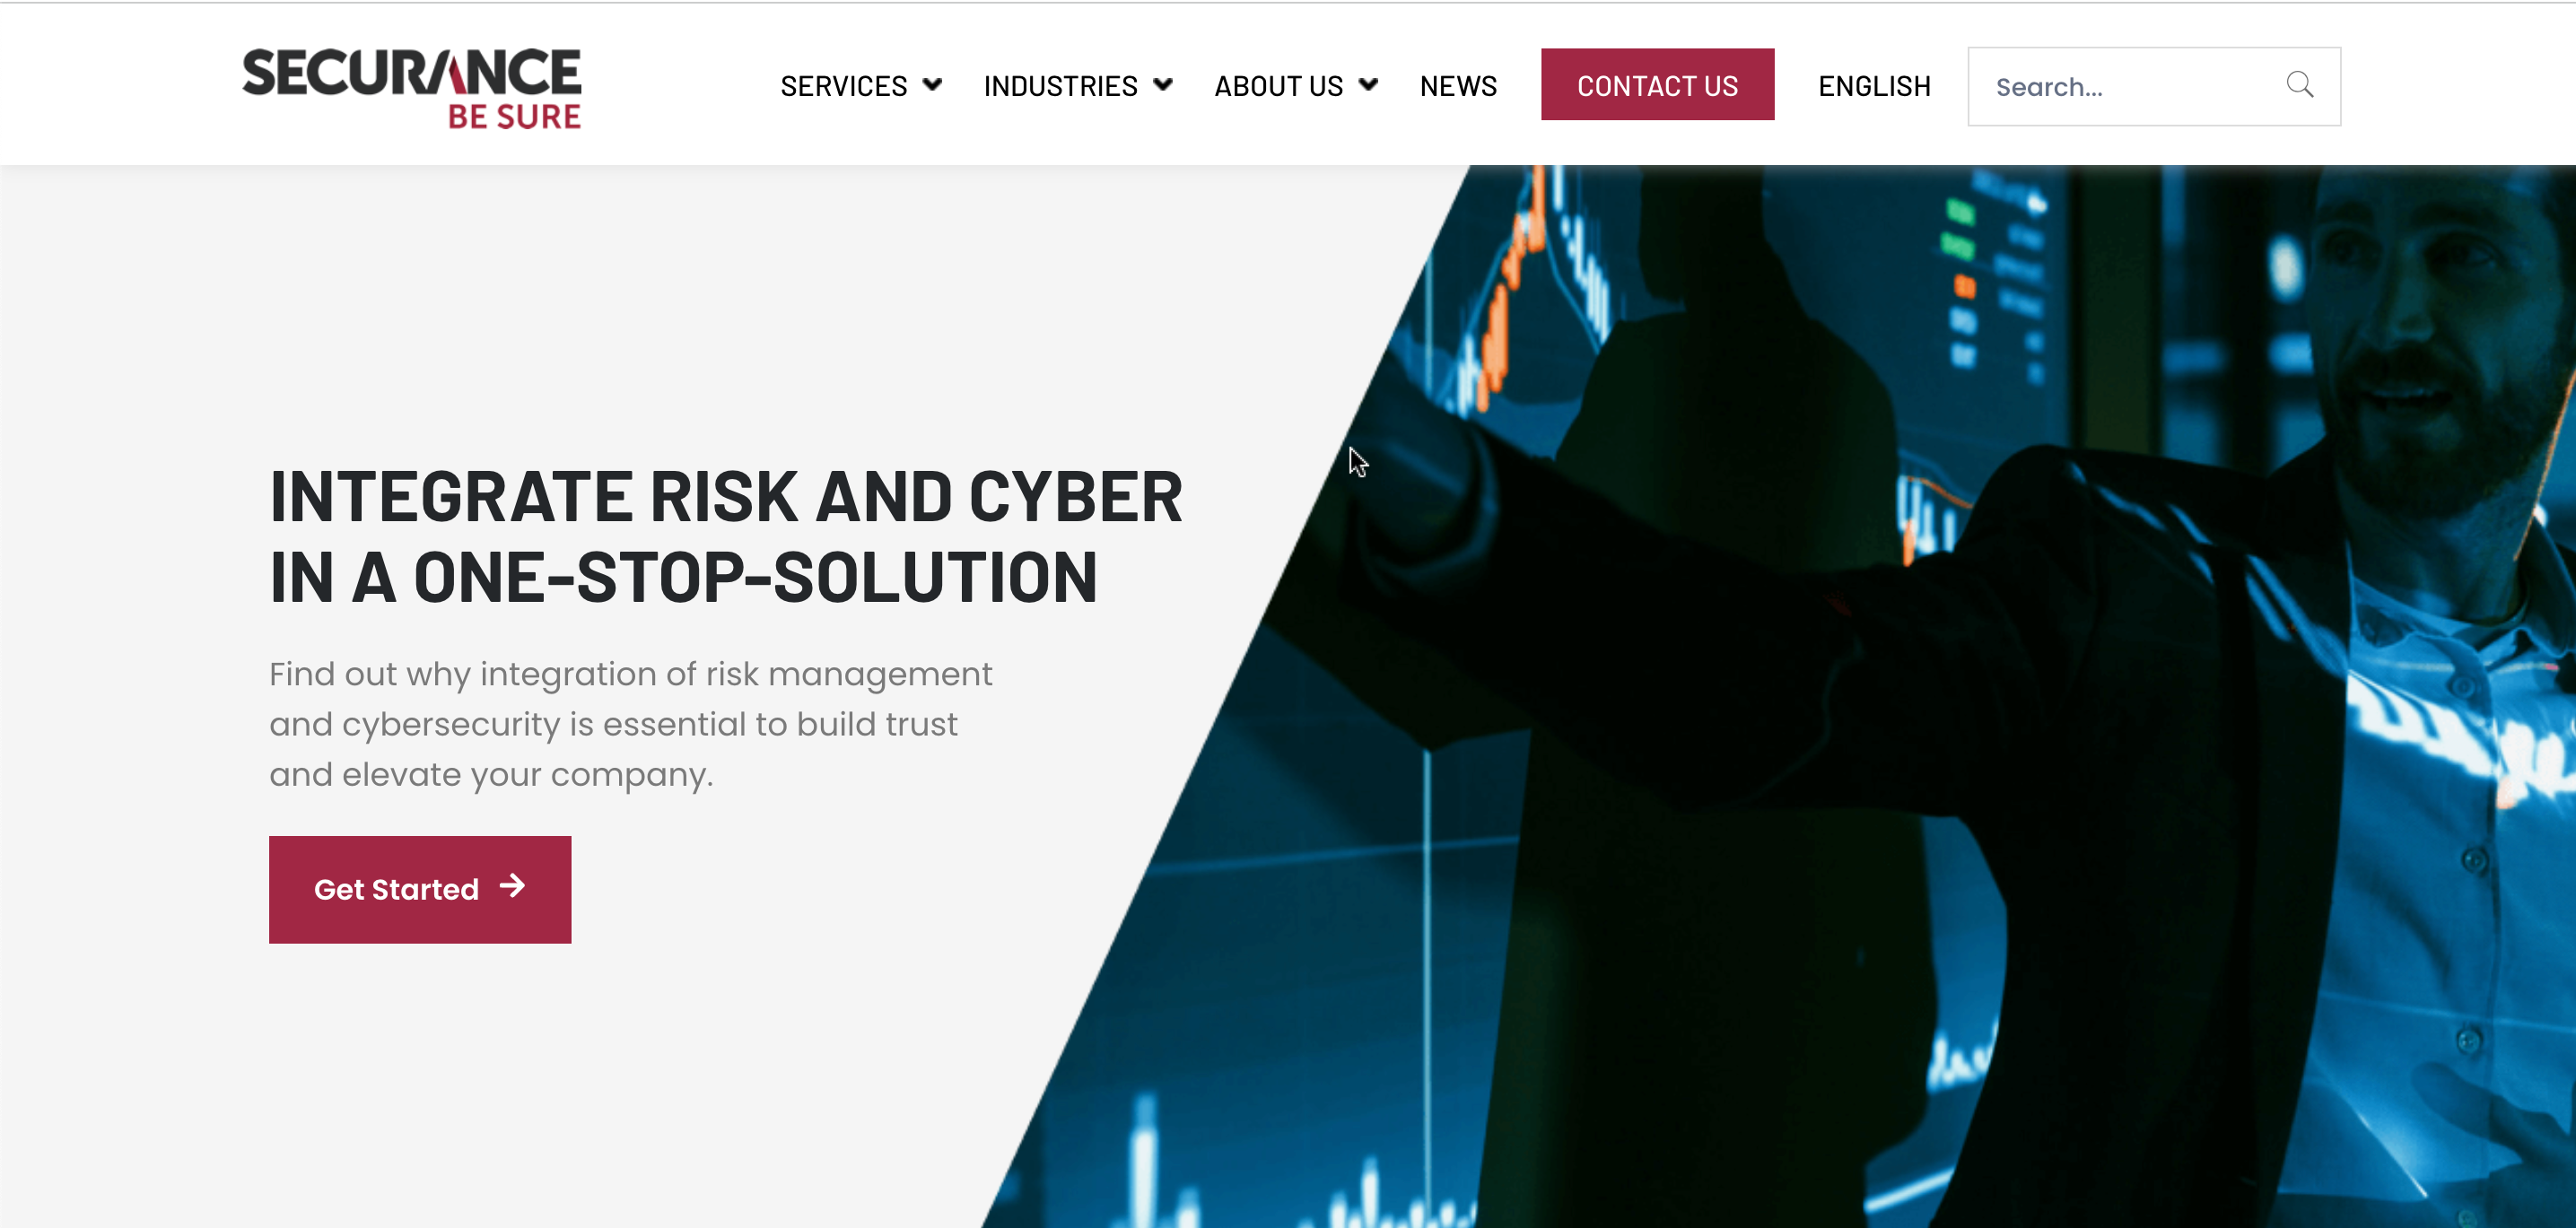 SECURANCE
BE SURE
SERVICES INDUSTRIES ABOUT US NEWS CONTACT US ENGLISH Search...
INTEGRATE RISK AND CYBER
IN A ONE-STOP-SOLUTION
Find out why integration of risk management
and cybersecurity is essential to build trust
and elevate your company.
Get Started